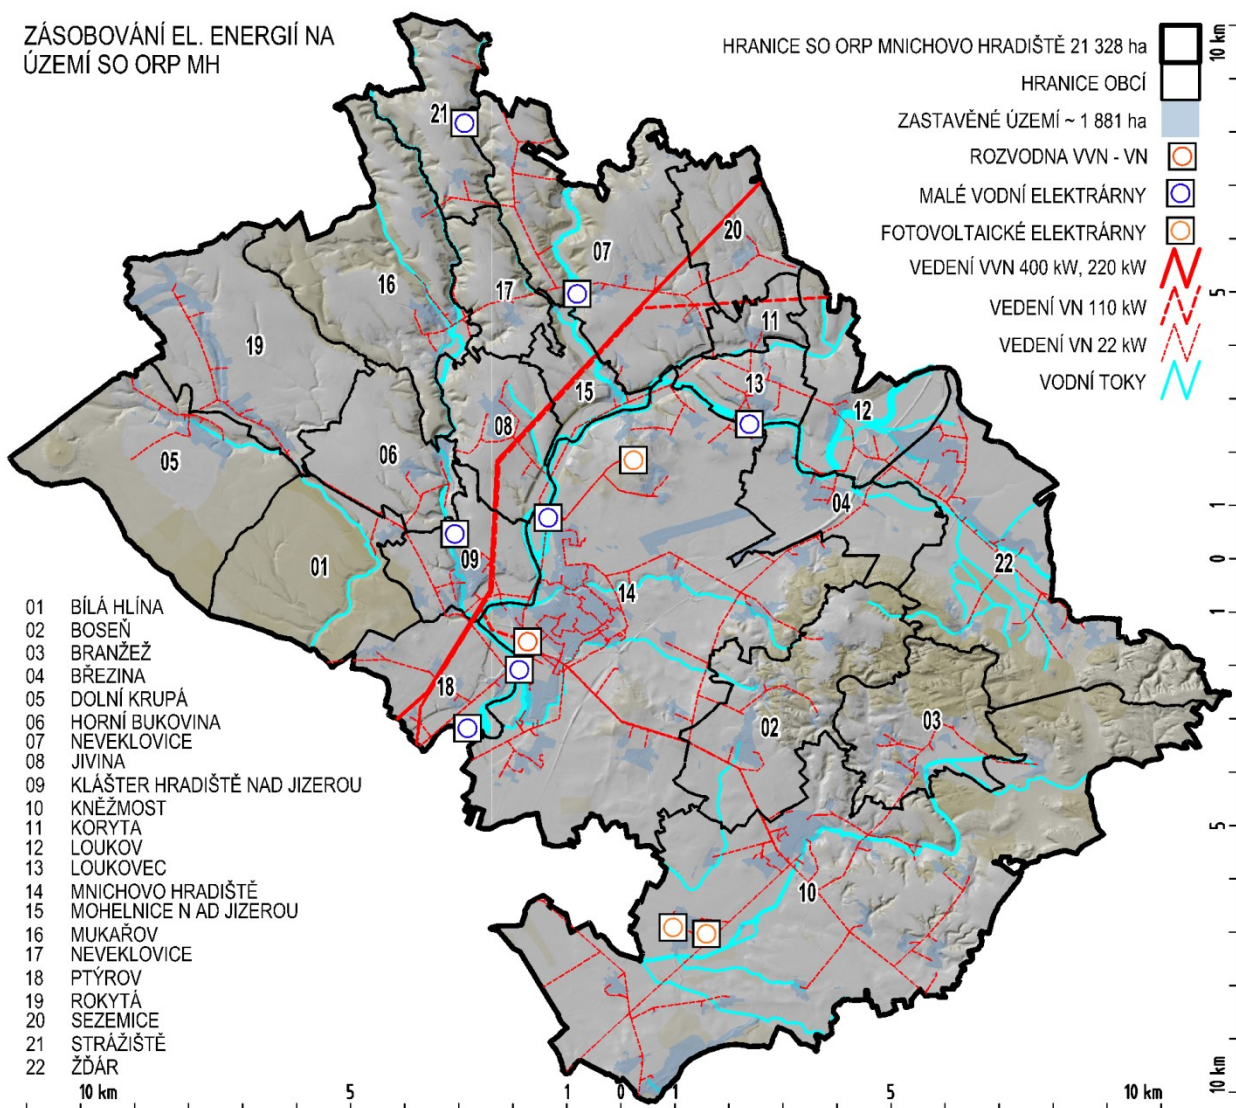 ZÁSOBOVÁNÍ EL. ENERGIÍ NA
ÚZEMÍ SO ORP MH
HRANICE SO ORP MNICHOVO HRADIŠTĚ 21 328 ha
HRANICE OBCÍ
ZASTAVĚNÉ ÚZEMÍ ~ 1 881 ha
ROZVODNA VVN - VN
MALÉ VODNÍ ELEKTRÁRNY
FOTOVOLTAICKÉ ELEKTRÁRNY
VEDENÍ VVN 400 kW, 220 kW
VEDENÍ VN 110 kW
VEDENÍ VN 22 kW
VODNÍ TOKY
10 km
5
1
0
1
5
10 km
21
20
07
16
17
19
11
13
15
12
08
06
05
04
01
09
22
14
18
02
03
10
01 BÍLÁ HLÍNA
02 BOSEŇ
03 BRANŽEŽ
04 BŘEZINA
05 DOLNÍ KRUPÁ
06 HORNÍ BUKOVINA
07 NEVEKLOVICE
08 JIVINA
09 KLÁŠTER HRADIŠTĚ NAD JIZEROU
10 KNĚŽMOST
11 KORYTA
12 LOUKOV
13 LOUKOVEC
14 MNICHOVO HRADIŠTĚ
15 MOHELNICE N AD JIZEROU
16 MUKAŘOV
17 NEVEKLOVICE
18 PTÝROV
19 ROKYTÁ
20 SEZEMICE
21 STRÁŽIŠTĚ
22 ŽĎÁR
10 km 5 1 0 1 5 10 km